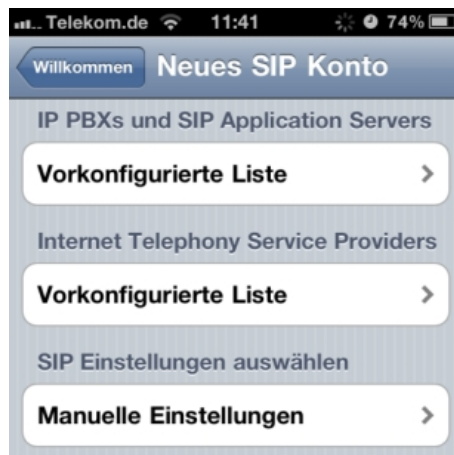 Telekom.de 11:41 74%
Willkommen Neues SIP Konto
IP PBXs und SIP Application Servers
Vorkonfigurierte Liste
Internet Telephony Service Providers
Vorkonfigurierte Liste
SIP Einstellungen auswählen
Manuelle Einstellungen